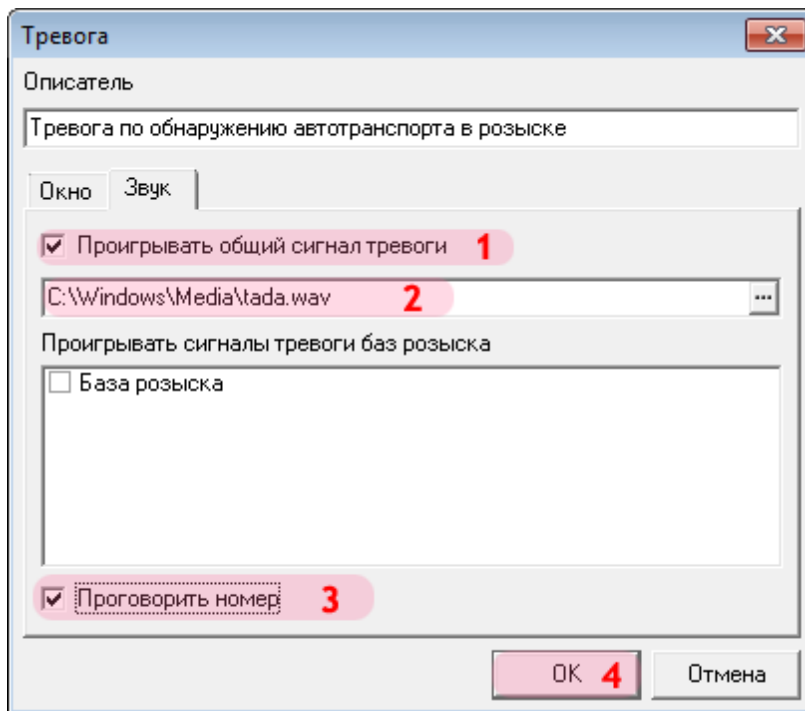 Тревога
Описатель
Тревога по обнаружению автотранспорта в розыске
Окно Звук
Проигрывать общий сигнал тревоги 1
C:\Windows\Media\tada.wav 2 ...
Проигрывать сигналы тревоги баз розыска
База розыска
Проговорить номер 3
OK 4 Отмена